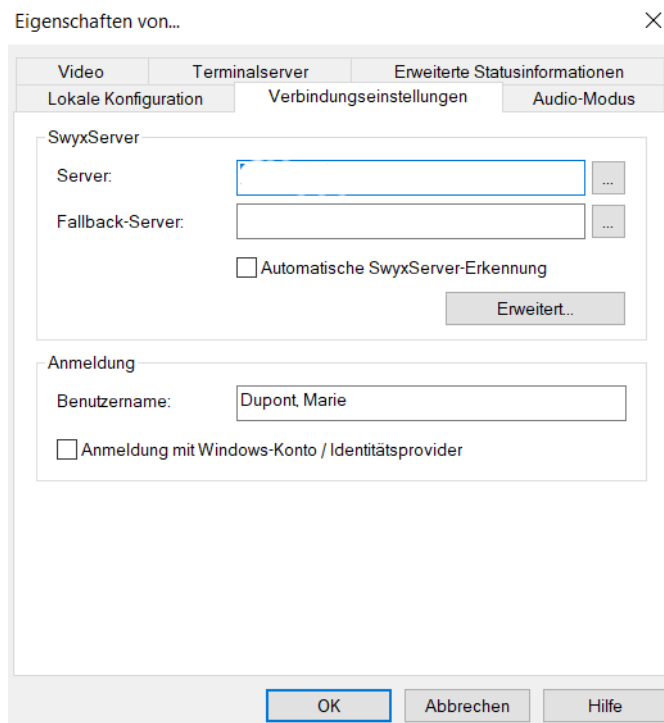 Eigenschaften von...
Video Terminalserver Erweiterte Statusinformationen
Lokale Konfiguration Verbindungseinstellungen Audio-Modus
SwyxServer
Server: ...
Fallback-Server: ...
Automatische SwyxServer-Erkennung
Erweitert...
Anmeldung
Benutzername: Dupont, Marie
Anmeldung mit Windows-Konto / Identitätsprovider
OK Abbrechen Hilfe